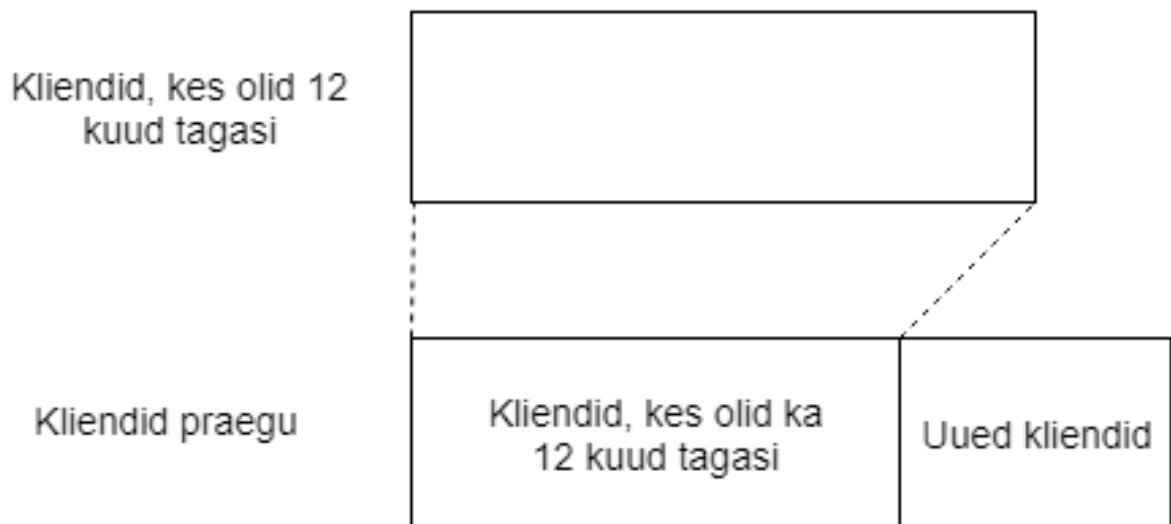 Kliendid, kes olid 12
kuud tagasi
Kliendid praegu
Kliendid, kes olid ka
12 kuud tagasi
Uued kliendid